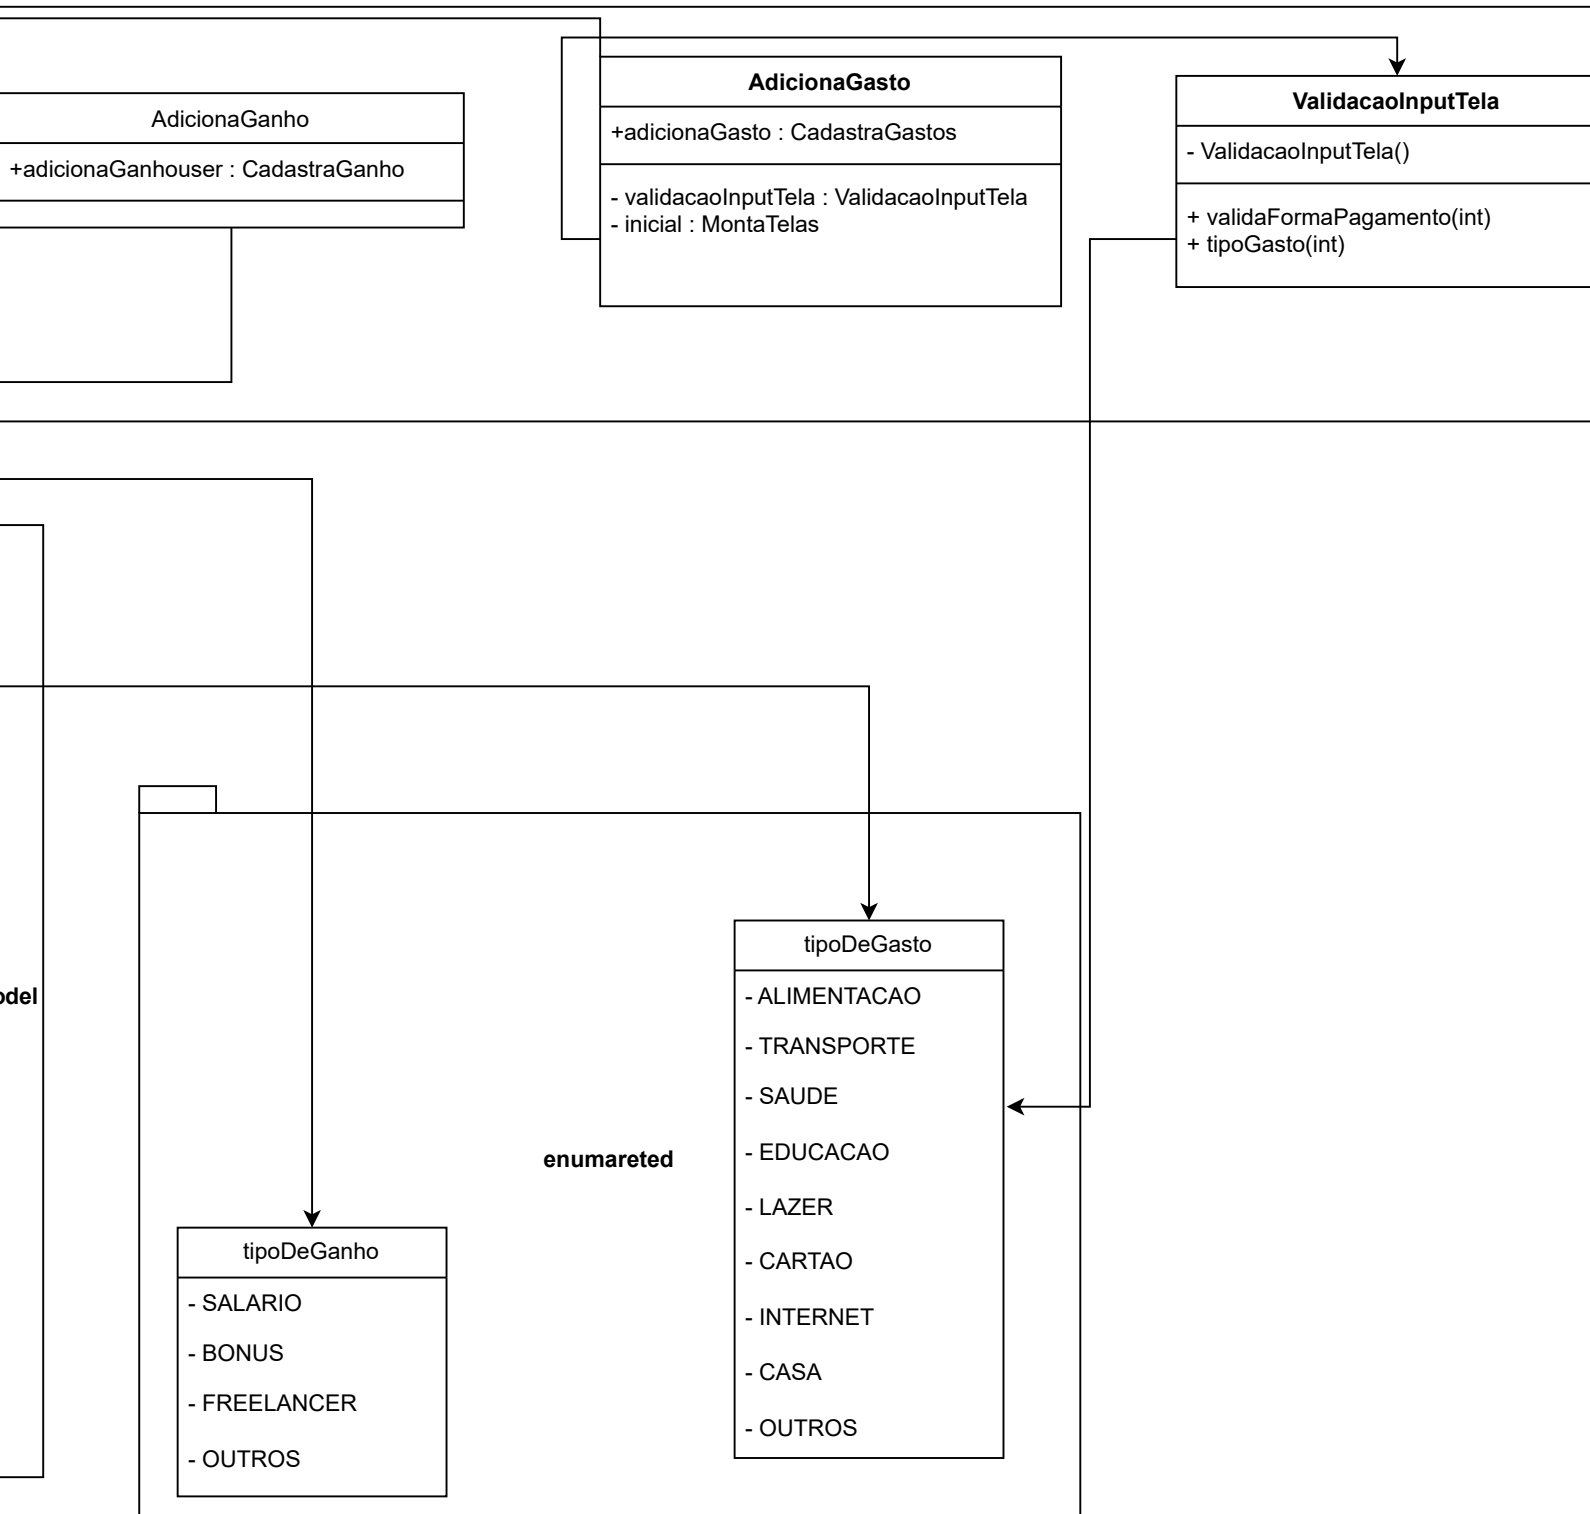 AdicionaGanho
+adicionaGanhouser : CadastraGanho
AdicionaGasto
+adicionaGasto : CadastraGastos
- validacaoInputTela : ValidacaoInputTela
- inicial : MontaTelas
ValidacaoInputTela
- ValidacaoInputTela()
+ validaFormaPagamento(int)
+ tipoGasto(int)
odel
enumareted
tipoDeGanho
- SALARIO
- BONUS
- FREELANCER
- OUTROS
tipoDeGasto
- ALIMENTACAO
- TRANSPORTE
- SAUDE
- EDUCACAO
- LAZER
- CARTAO
- INTERNET
- CASA
- OUTROS